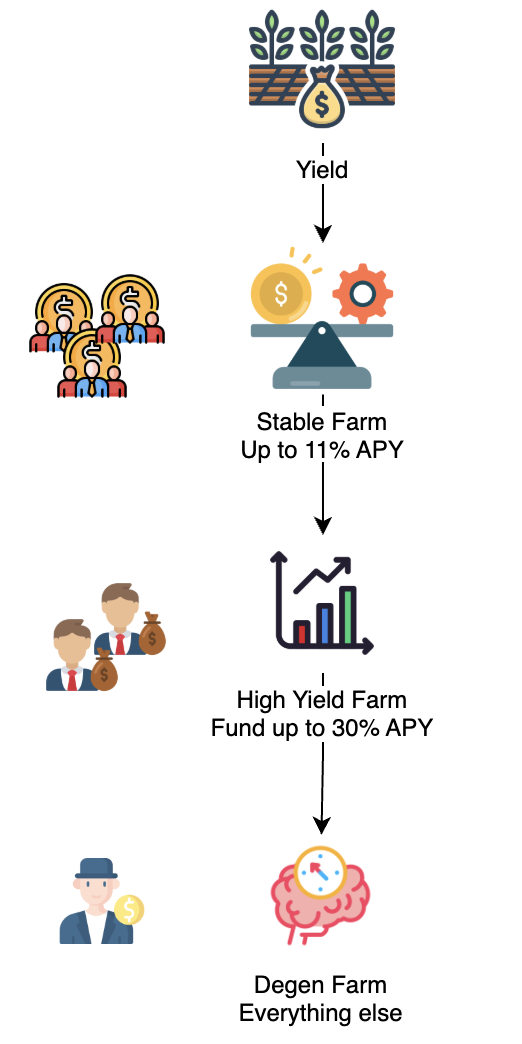 $
Yield
$
$
$
$
Stable Farm
Up to 11% APY
$
$
High Yield Farm
Fund up to 30% APY
$
Degen Farm
Everything else